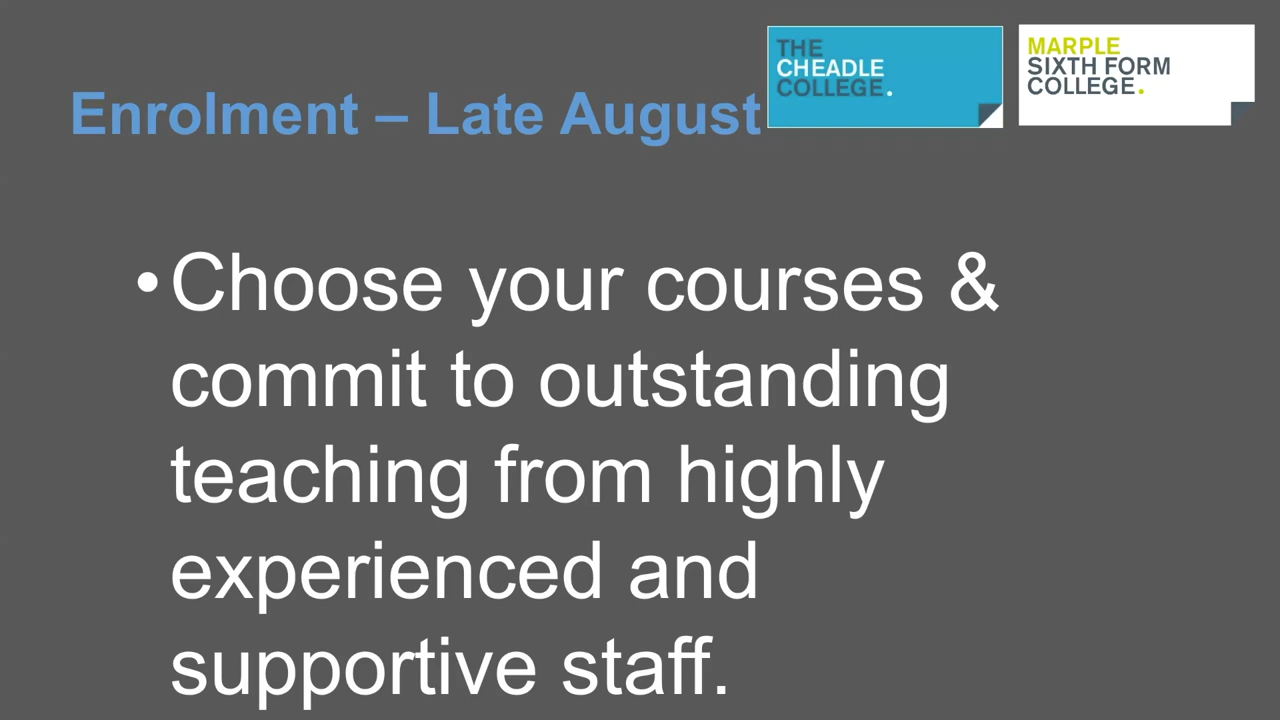 THE
CHEADLE
COLLEGE.
MARPLE
SIXTH FORM
COLLEGE.
Enrolment – Late August
•Choose your courses &
commit to outstanding
teaching from highly
experienced and
supportive staff.